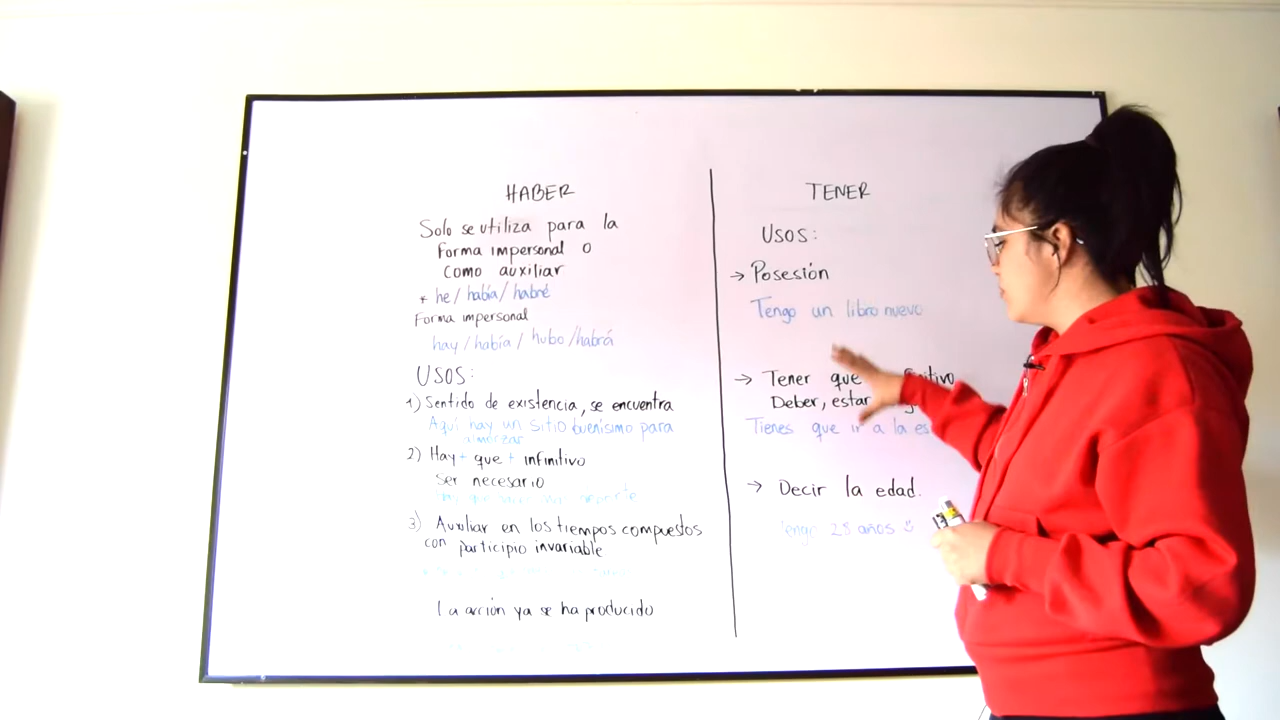 HABER
Solo se utiliza para la
Forma impersonal o
como auxiliar
* he / había / habré
Forma impersonal
hay / había / hubo / habrá
USOS:
1) Sentido de existencia, se encuentra
Aquí hay un sitio buenísimo para
almorzar
2) Hay + que + infinitivo
Ser necesario
3) Auxiliar en los tiempos compuestos
con participio invariable
La acción ya se ha producido
TENER
USOS:
→ Posesión
Tengo un libro nuevo
→ Tener que
Deber, estar
Tienes que ir a la es
→ Decir la edad.
Tengo 28 años